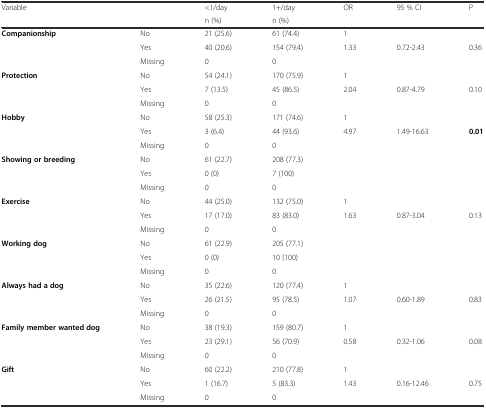 Variable <1/day 1+/day OR 95 % CI P
n (%) n (%)
Companionship No 21 (25.6) 61 (74.4) 1
Yes 40 (20.6) 154 (79.4) 1.33 0.72-2.43 0.36
Missing 0 0
Protection No 54 (24.1) 170 (75.9) 1
Yes 7 (13.5) 45 (86.5) 2.04 0.87-4.79 0.10
Missing 0 0
Hobby No 58 (25.3) 171 (74.6) 1
Yes 3 (6.4) 44 (93.6) 4.97 1.49-16.63 0.01
Missing 0 0
Showing or breeding No 61 (22.7) 208 (77.3)
Yes 0 (0) 7 (100)
Missing 0 0
Exercise No 44 (25.0) 132 (75.0) 1
Yes 17 (17.0) 83 (83.0) 1.63 0.87-3.04 0.13
Missing 0 0
Working dog No 61 (22.9) 205 (77.1)
Yes 0 (0) 10 (100)
Missing 0 0
Always had a dog No 35 (22.6) 120 (77.4) 1
Yes 26 (21.5) 95 (78.5) 1.07 0.60-1.89 0.83
Missing 0 0
Family member wanted dog No 38 (19.3) 159 (80.7) 1
Yes 23 (29.1) 56 (70.9) 0.58 0.32-1.06 0.08
Missing 0 0
Gift No 60 (22.2) 210 (77.8) 1
Yes 1 (16.7) 5 (83.3) 1.43 0.16-12.46 0.75
Missing 0 0